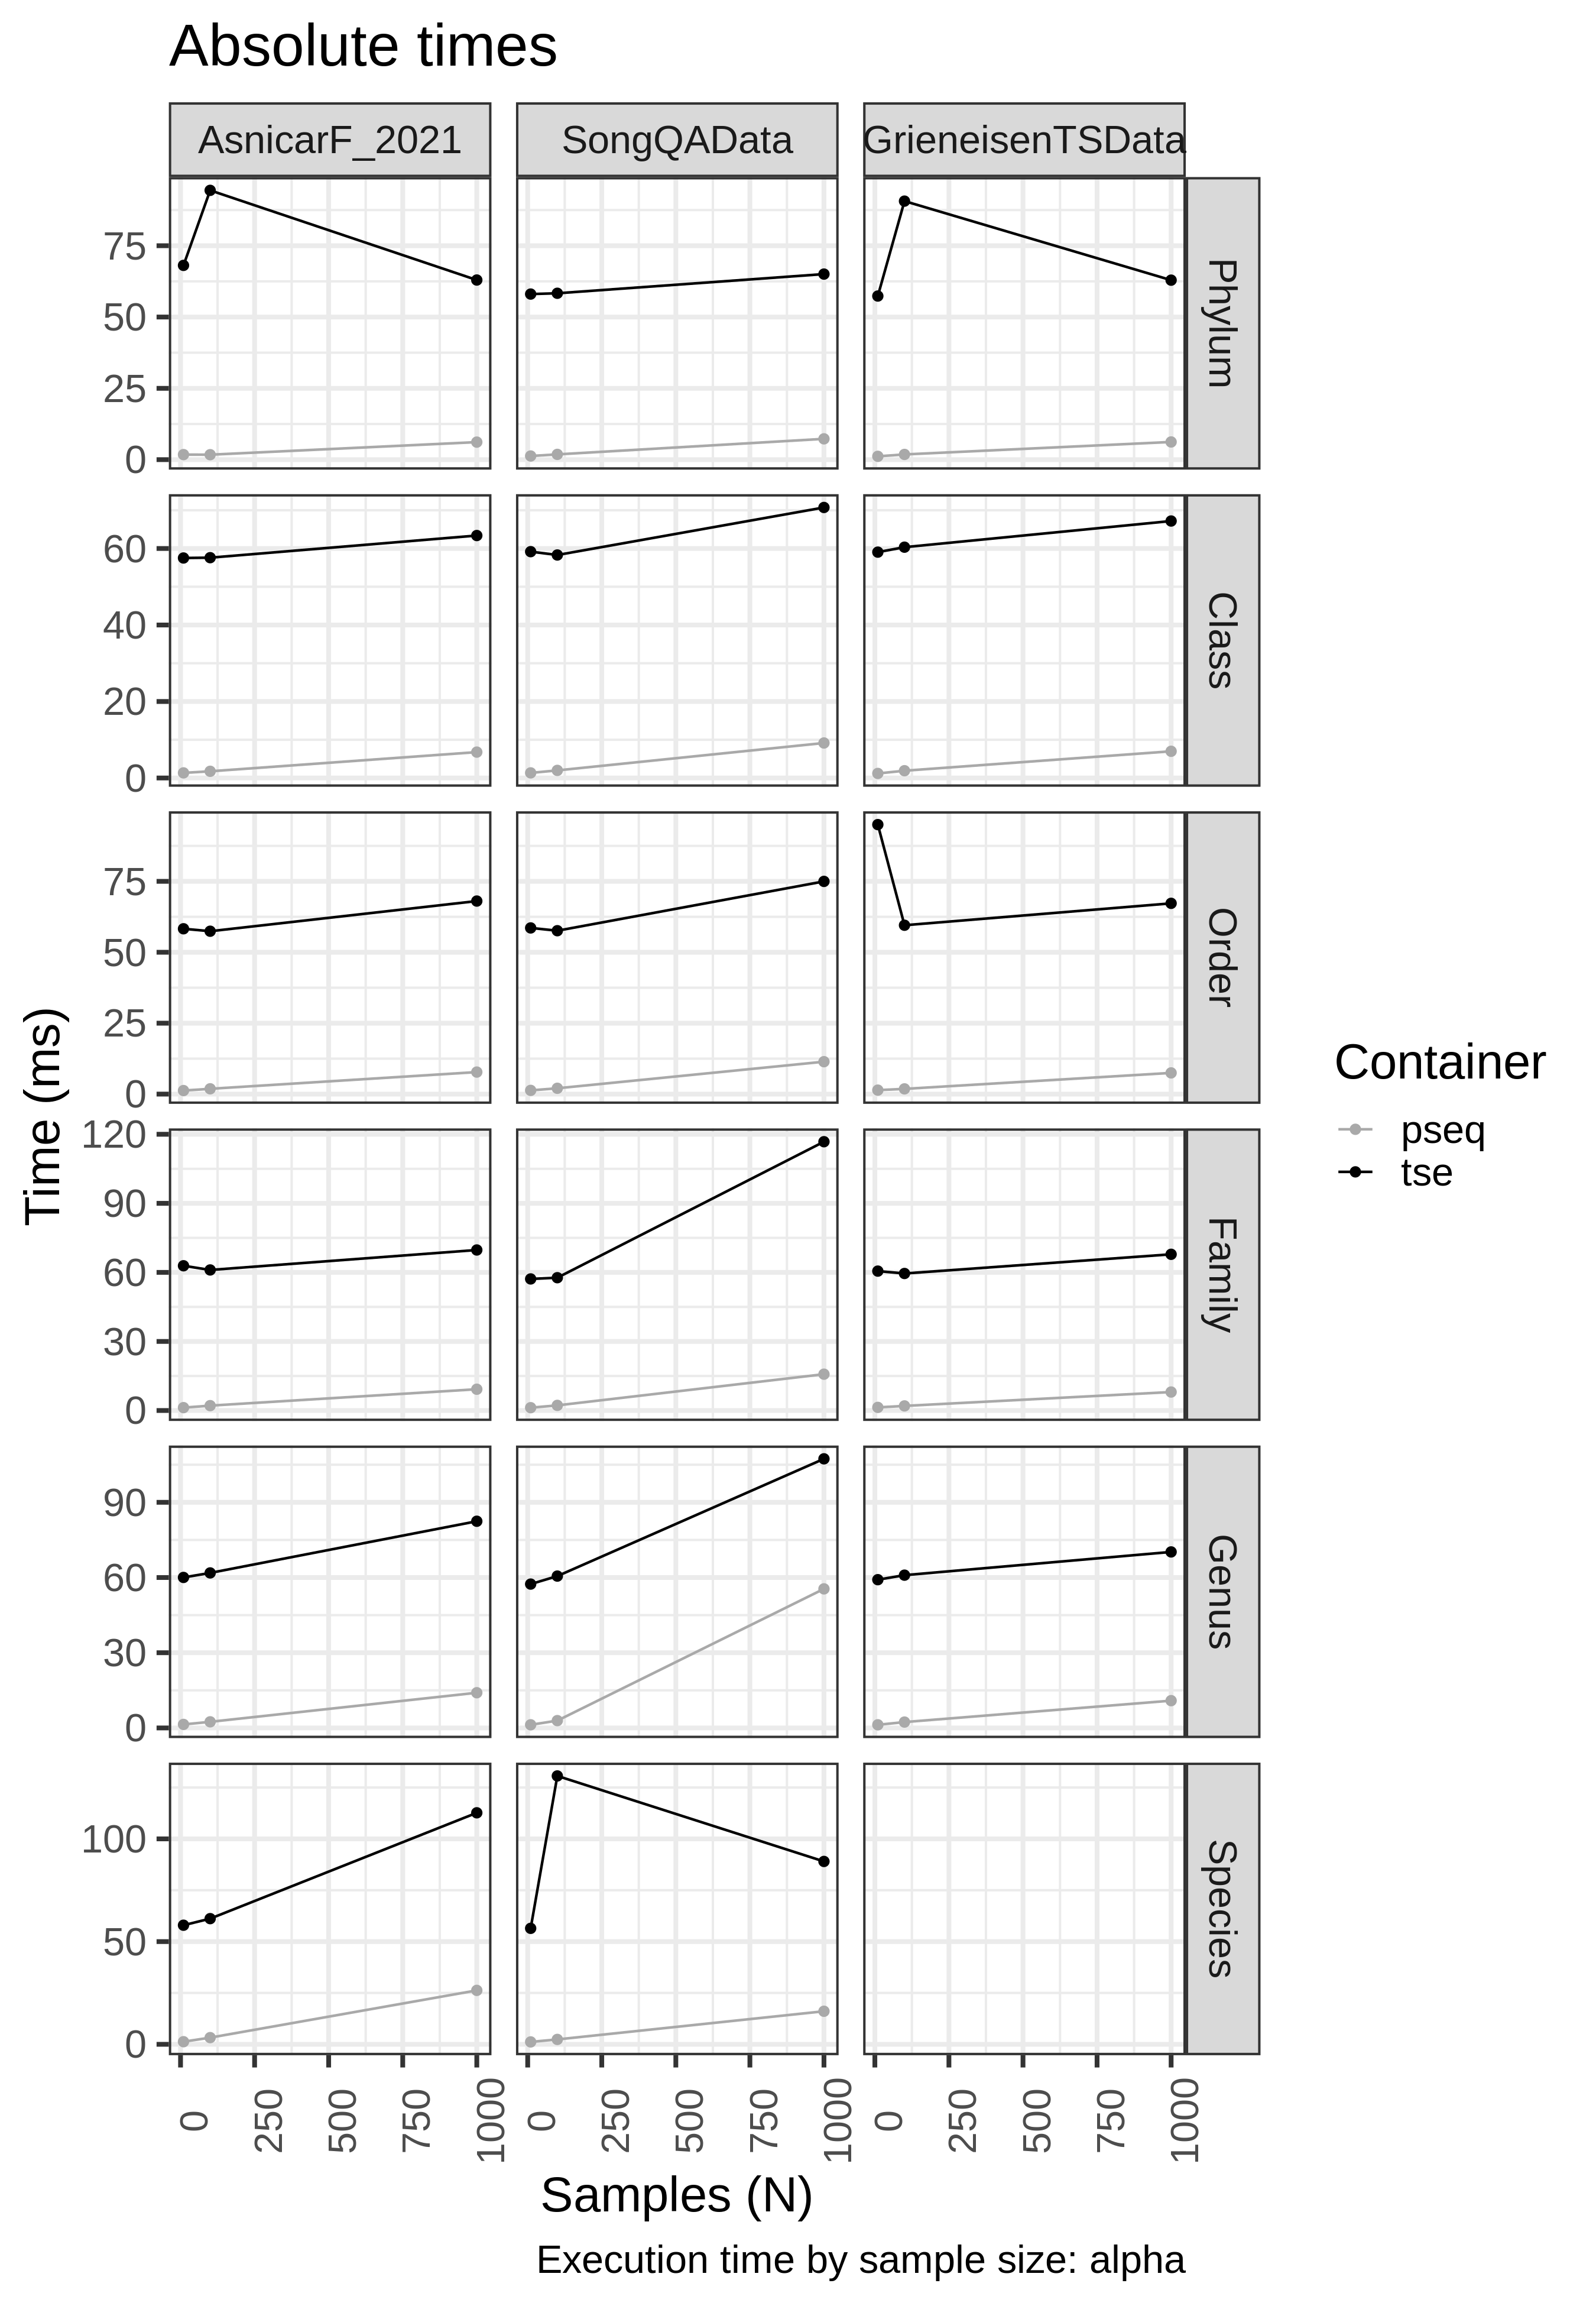 Absolute times
AsnicarF_2021 SongQAData GrieneisenTSData
75
50
25
0
Phylum
60
40
20
0
Class
75
50
25
0
Order
120
90
60
30
0
Family
90
60
30
0
Genus
100
50
0
Species
Time (ms)
0 250 500 750 1000 0 250 500 750 1000 0 250 500 750 1000
Samples (N)
Execution time by sample size: alpha
Container
pseq
tse